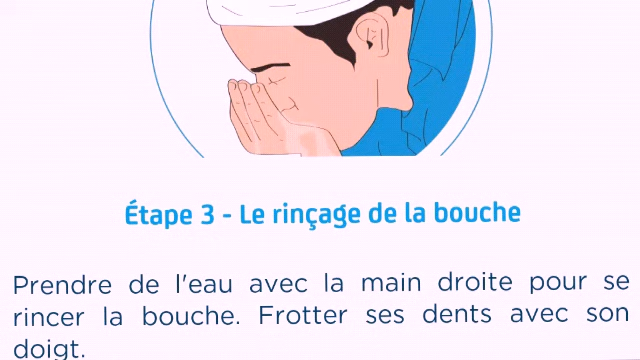 Étape 3 - Le rinçage de la bouche
Prendre de l'eau avec la main droite pour se
rincer la bouche. Frotter ses dents avec son
doigt.